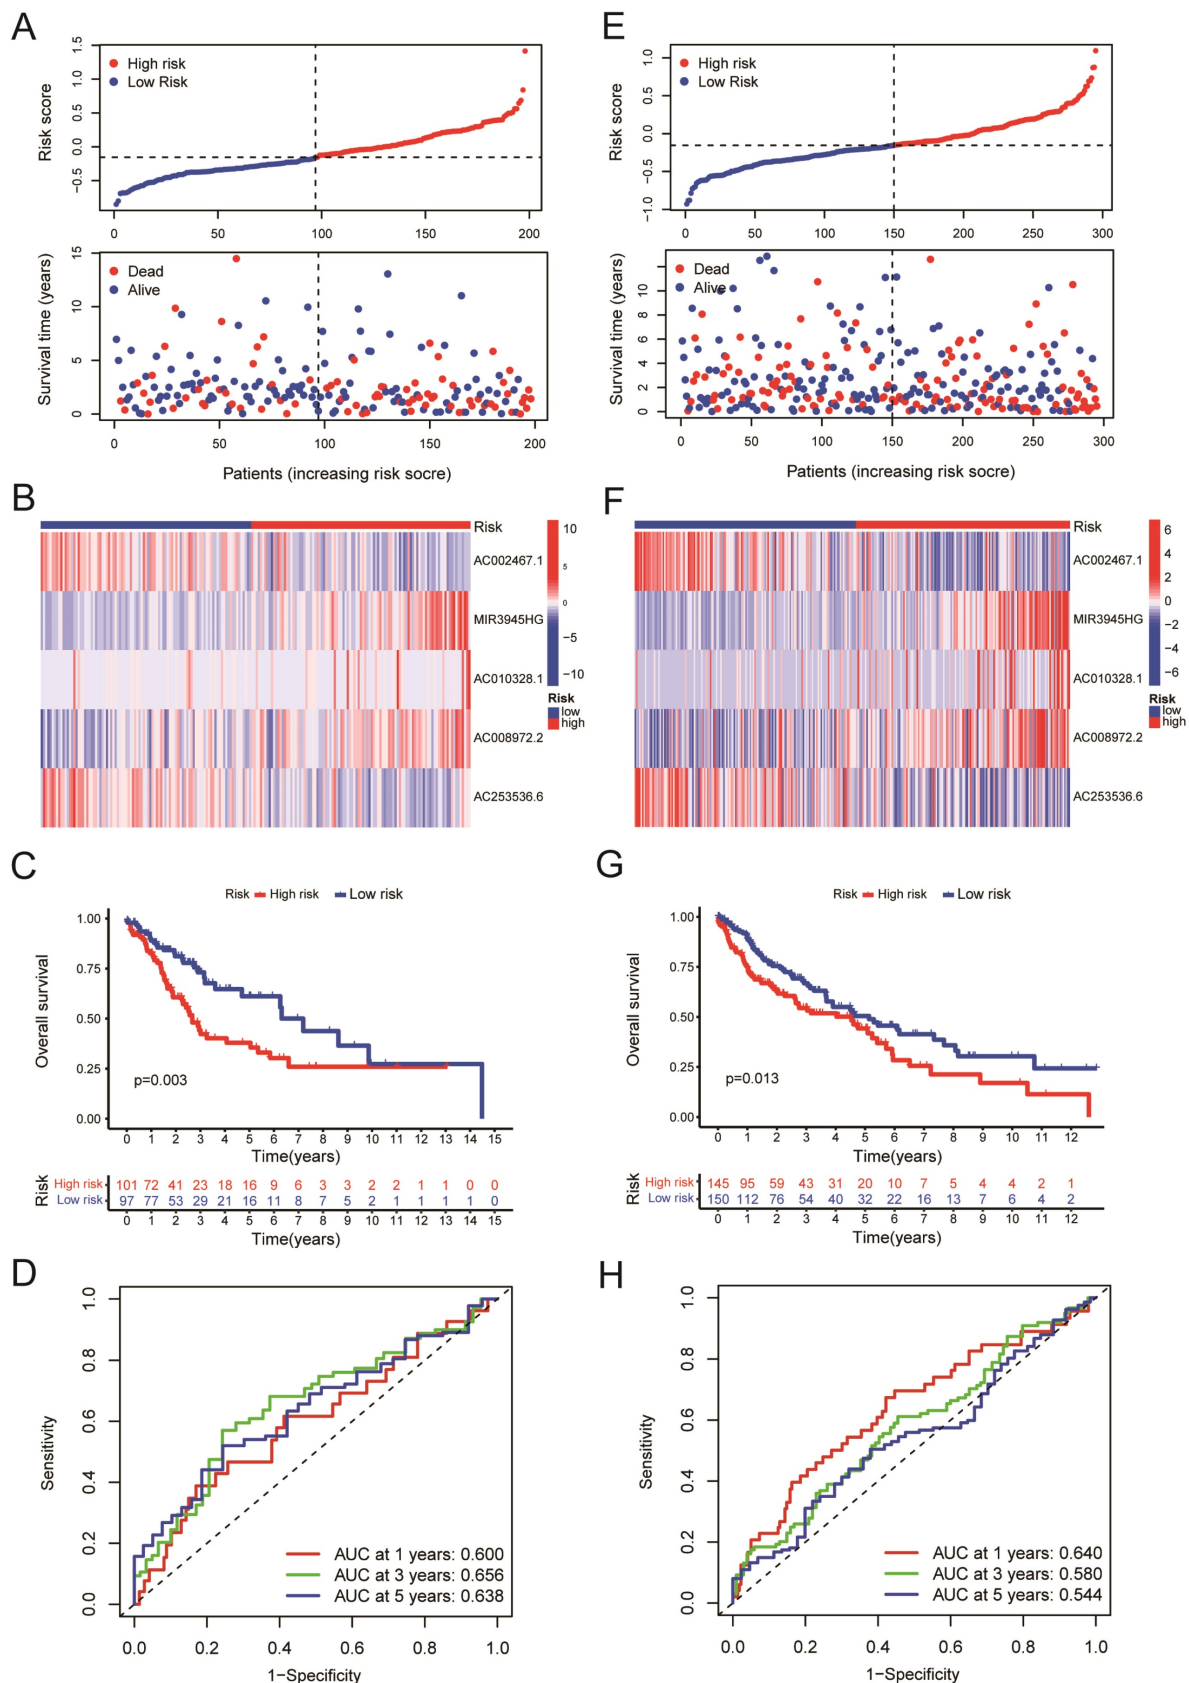 A
Risk score
1.5
1.0
0.5
0.0
−0.5
High risk
Low Risk
0 50 100 150 200
Survival time (years)
15
10
5
0
Dead
Alive
0 50 100 150 200
Patients (increasing risk socre)
E
Risk score
1.0
0.5
0.0
−0.5
−1.0
High risk
Low Risk
0 50 100 150 200 250 300
Survival time (years)
10
8
6
4
2
0
Dead
Alive
0 50 100 150 200 250 300
Patients (increasing risk socre)
B
Risk
AC002467.1
MIR3945HG
AC010328.1
AC008972.2
AC253536.6
10
5
0
−5
−10
Risk
low
high
F
Risk
AC002467.1
MIR3945HG
AC010328.1
AC008972.2
AC253536.6
6
4
2
0
−2
−4
−6
Risk
low
high
C
Risk High risk Low risk
Overall survival
1.00
0.75
0.50
0.25
0.00
p=0.003
0 1 2 3 4 5 6 7 8 9 10 11 12 13 14 15
Time(years)
Risk
High risk 101 72 41 23 18 16 9 6 3 3 2 2 1 1 0 0
Low risk 97 77 53 29 21 16 11 8 7 5 2 1 1 1 1 0
0 1 2 3 4 5 6 7 8 9 10 11 12 13 14 15
Time(years)
G
Risk High risk Low risk
Overall survival
1.00
0.75
0.50
0.25
0.00
p=0.013
0 1 2 3 4 5 6 7 8 9 10 11 12
Time(years)
Risk
High risk 145 95 59 43 31 20 10 7 5 4 4 2 1
Low risk 150 112 76 54 40 32 22 16 13 7 6 4 2
0 1 2 3 4 5 6 7 8 9 10 11 12
Time(years)
D
Sensitivity
1.0
0.8
0.6
0.4
0.2
0.0
AUC at 1 years: 0.600
AUC at 3 years: 0.656
AUC at 5 years: 0.638
0.0 0.2 0.4 0.6 0.8 1.0
1−Specificity
H
Sensitivity
1.0
0.8
0.6
0.4
0.2
0.0
AUC at 1 years: 0.640
AUC at 3 years: 0.580
AUC at 5 years: 0.544
0.0 0.2 0.4 0.6 0.8 1.0
1−Specificity